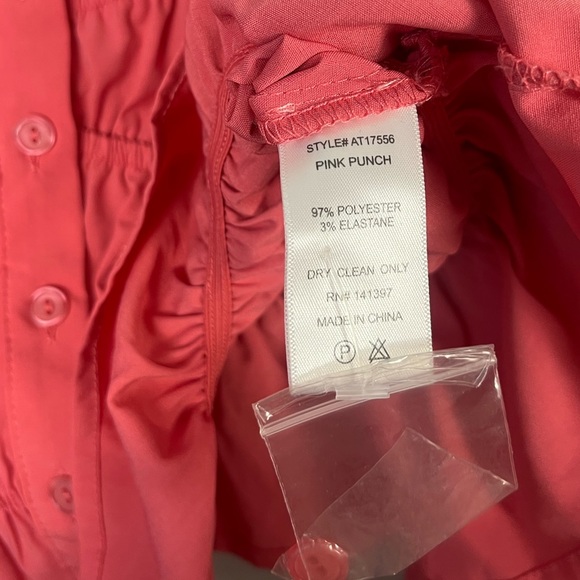 STYLE# AT17556
PINK PUNCH
97% POLYESTER
3% ELASTANE
DRY CLEAN ONLY
RN# 141397
MADE IN CHINA
P